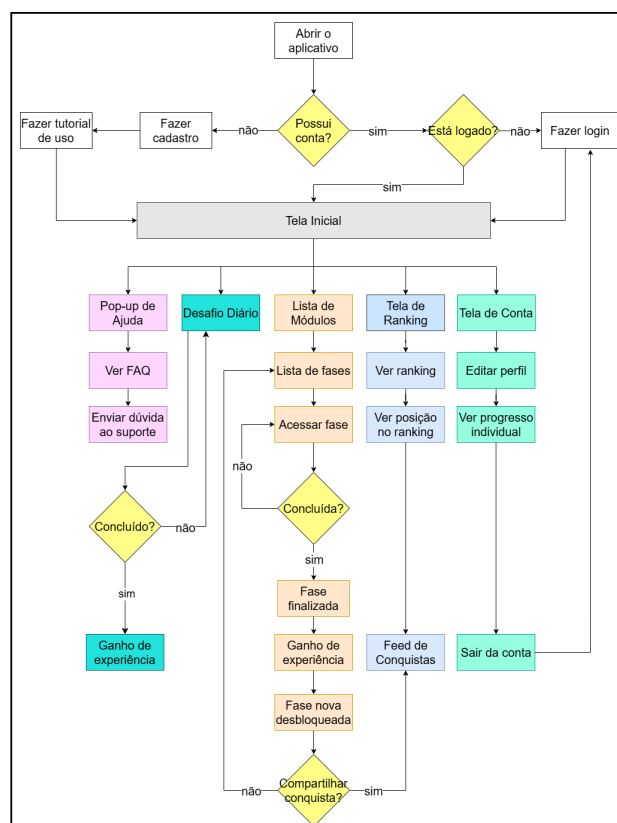 Abrir o
aplicativo
Fazer tutorial
de uso
Fazer
cadastro
não
Possui
conta?
sim
Está logado?
não
Fazer login
sim
Tela Inicial
Pop-up de
Ajuda
Desafio Diário
Lista de
Módulos
Tela de
Ranking
Tela de Conta
Ver FAQ
Lista de fases
Ver ranking
Editar perfil
Enviar dúvida
ao suporte
Acessar fase
Ver posição
no ranking
Ver progresso
individual
não
Concluído?
não
Concluída?
sim
sim
Fase
finalizada
Ganho de
experiência
Ganho de
experiência
Feed de
Conquistas
Sair da conta
Fase nova
desbloqueada
não
Compartilhar
conquista?
sim